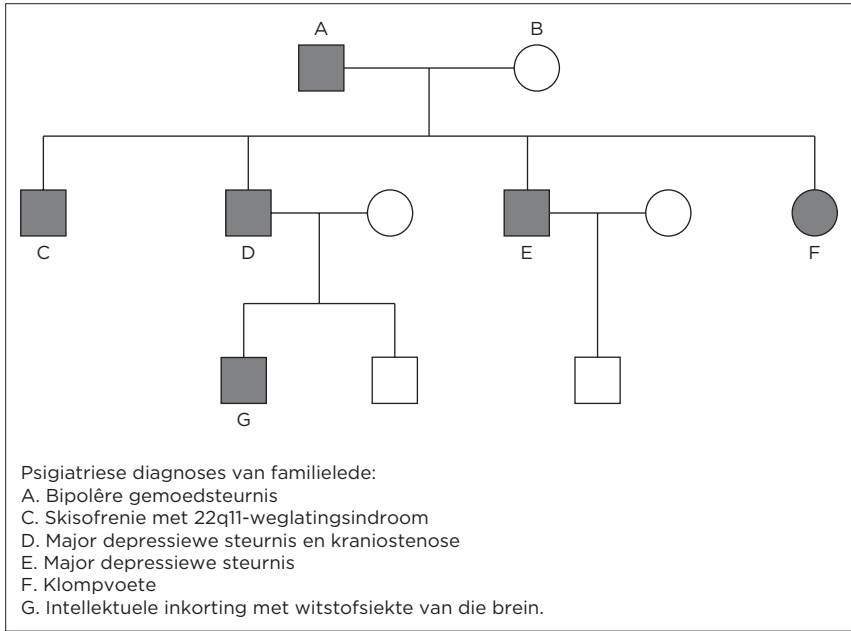 A B
C D E F
G
Psigiatriese diagnoses van familielede:
A. Bipolêre gemoedsteurnis
C. Skisofrenie met 22q11-weglatingsindroom
D. Major depressiewe steurnis en kraniostenose
E. Major depressiewe steurnis
F. Klompvoete
G. Intellektuele inkorting met witstofsiekte van die brein.